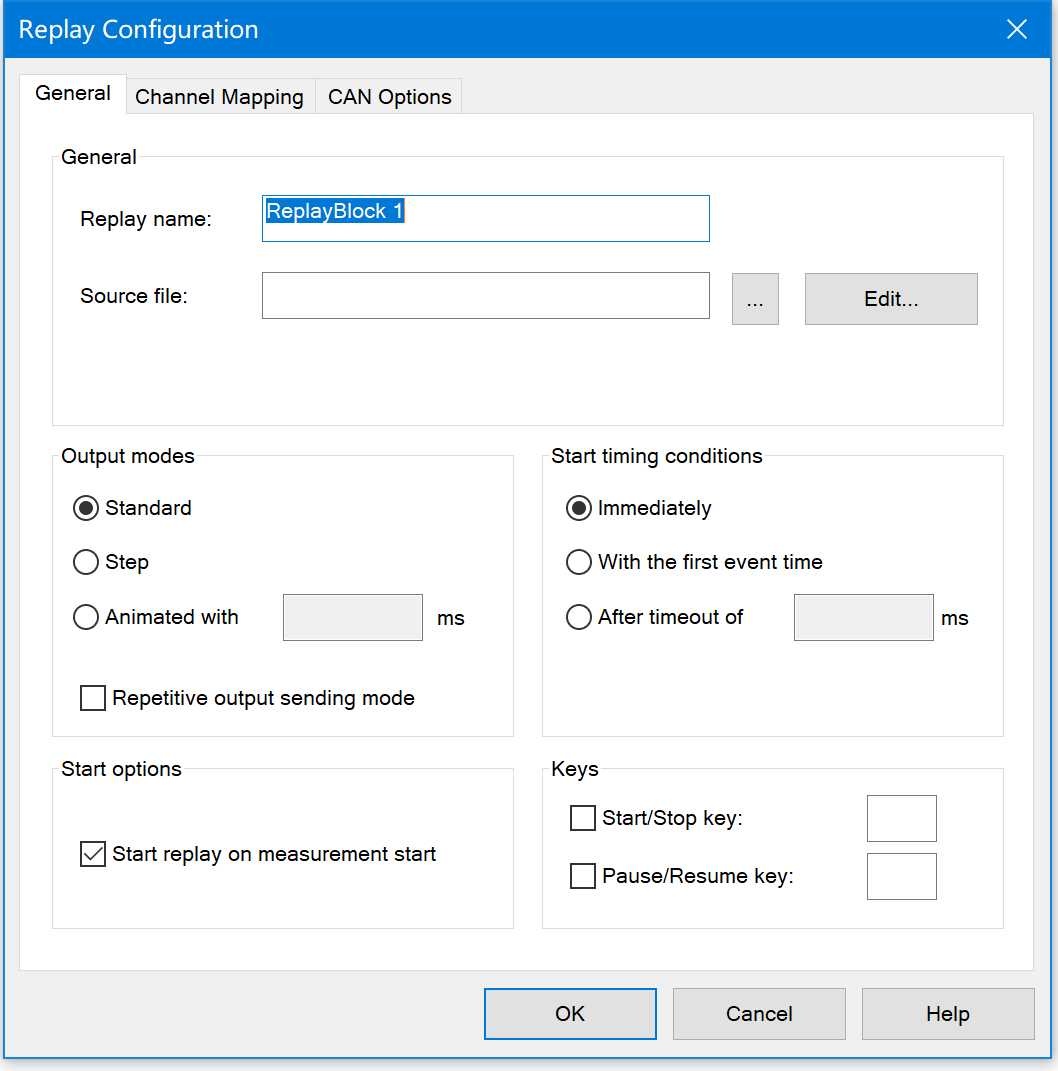 Replay Configuration
General Channel Mapping CAN Options
General
Replay name: ReplayBlock 1
Source file: ... Edit...
Output modes
Standard
Step
Animated with ms
Repetitive output sending mode
Start timing conditions
Immediately
With the first event time
After timeout of ms
Start options
Start replay on measurement start
Keys
Start/Stop key:
Pause/Resume key:
OK Cancel Help